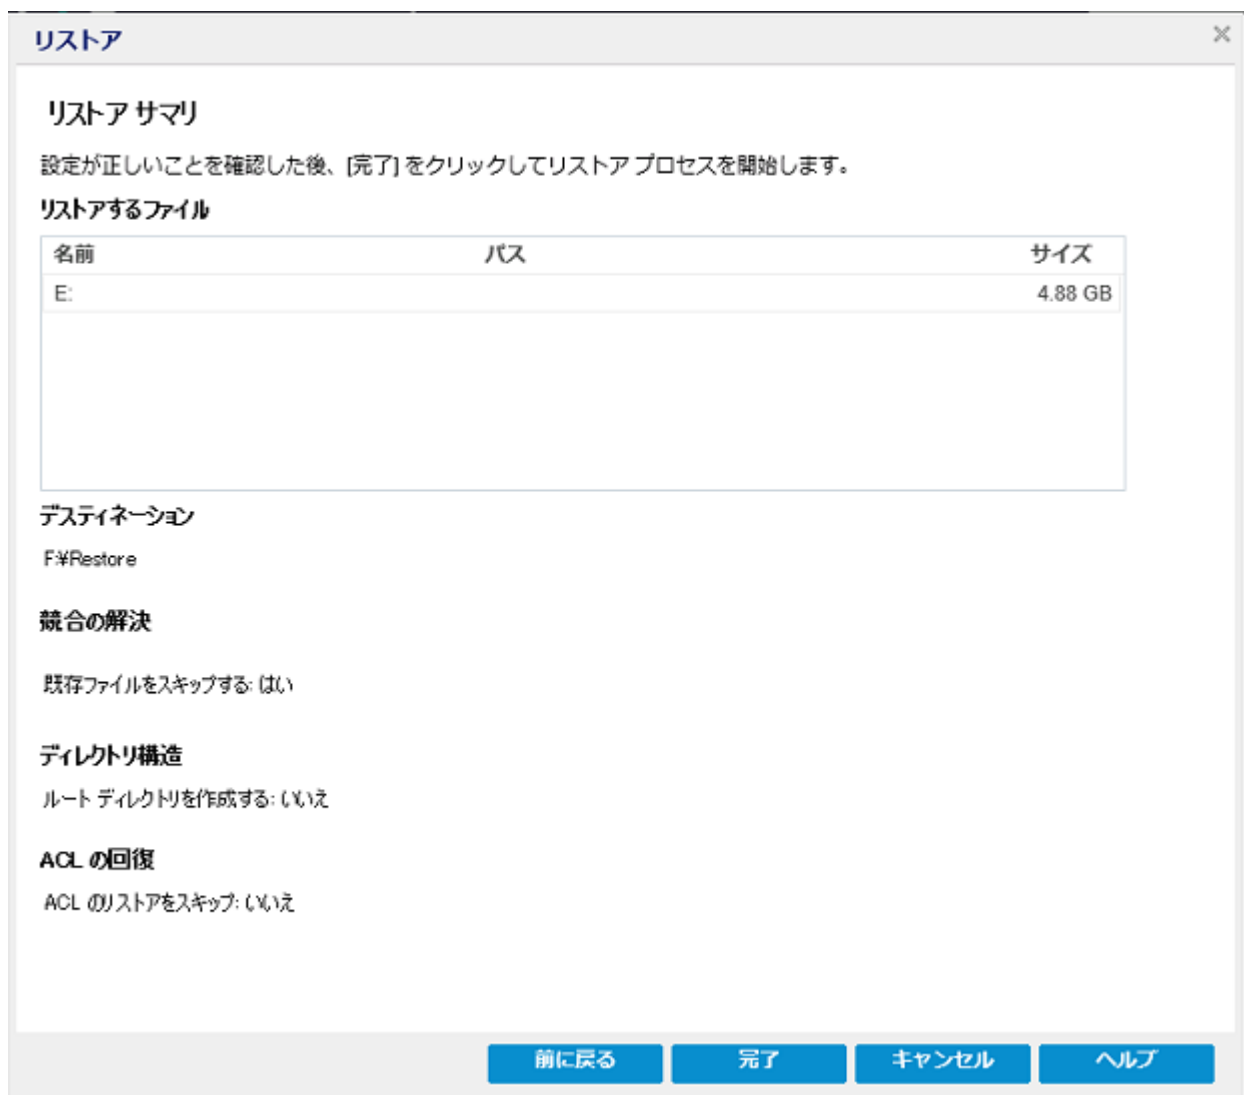 リストア
リストア サマリ
設定が正しいことを確認した後、[完了] をクリックしてリストア プロセスを開始します。
リストアするファイル
名前 パス サイズ
E: 4.88 GB
デスティネーション
F:¥Restore
競合の解決
既存ファイルをスキップする: はい
ディレクトリ構造
ルート ディレクトリを作成する: いいえ
ACL の回復
ACL のリストアをスキップ: いいえ
前に戻る 完了 キャンセル ヘルプ